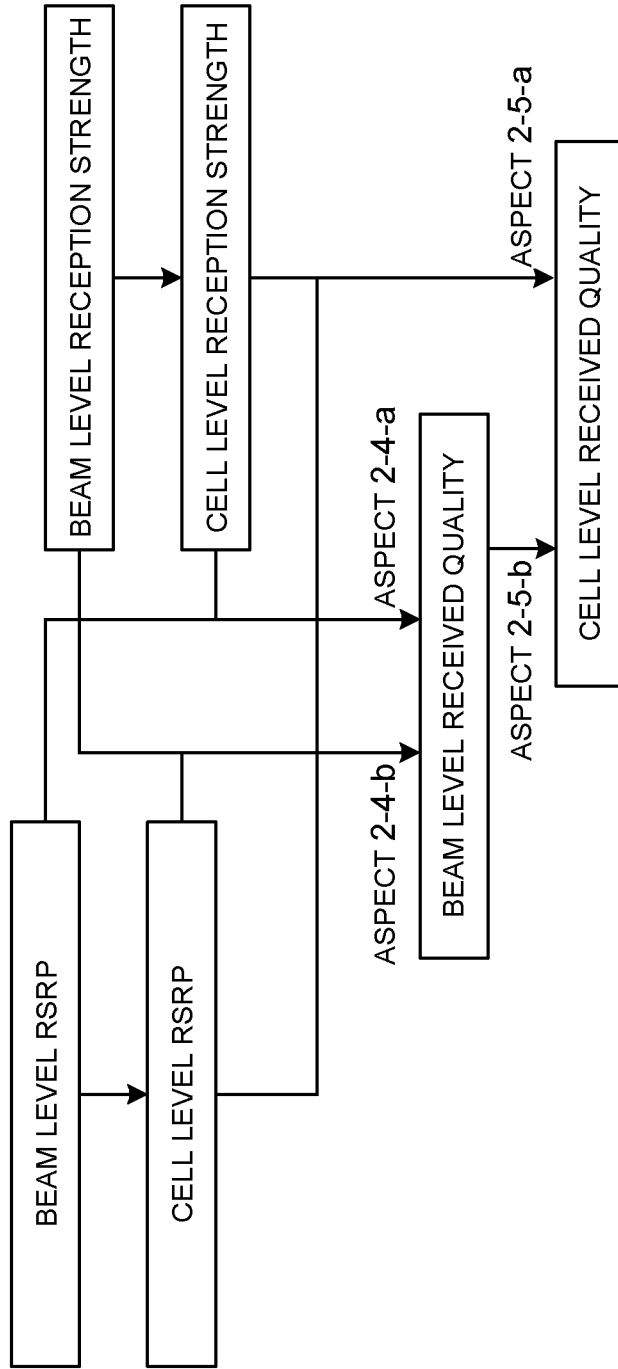 BEAM LEVEL RSRP
CELL LEVEL RSRP
BEAM LEVEL RECEPTION STRENGTH
CELL LEVEL RECEPTION STRENGTH
ASPECT 2-4-b
ASPECT 2-4-a
BEAM LEVEL RECEIVED QUALITY
ASPECT 2-5-b
ASPECT 2-5-a
CELL LEVEL RECEIVED QUALITY